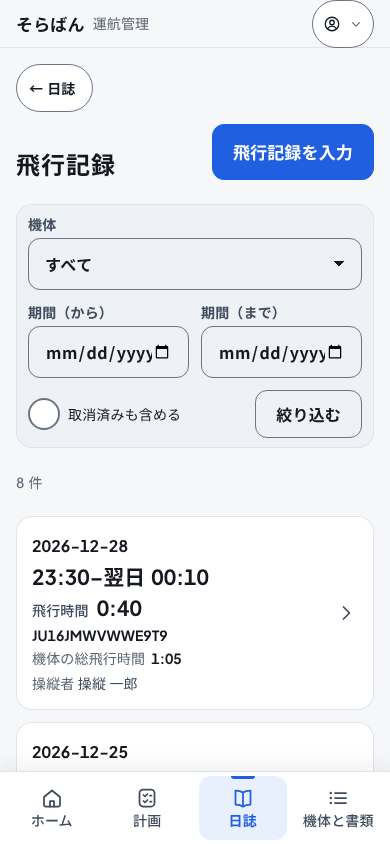 そらばん 運航管理
← 日誌
飛行記録
飛行記録を入力
機体
すべて
期間（から） 期間（まで）
mm/dd/yyyy mm/dd/yyyy
取消済みも含める 絞り込む
8 件
2026-12-28
23:30–翌日 00:10
飛行時間 0:40
JU16JMWVWWE9T9
機体の総飛行時間 1:05
操縦者 操縦 一郎
2026-12-25
ホーム 計画 日誌 機体と書類